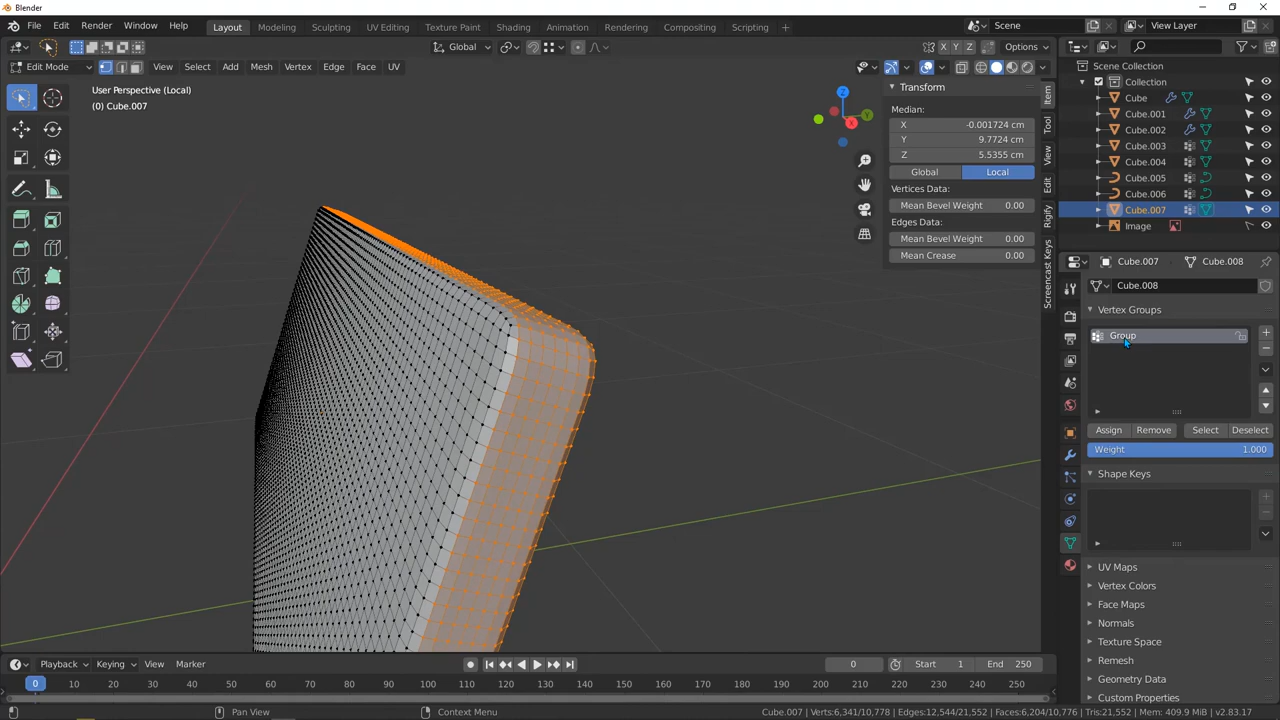 Blender
File Edit Render Window Help
Layout Modeling Sculpting UV Editing Texture Paint Shading Animation Rendering Compositing Scripting +
Scene
View Layer
Global
X Y Z
Options
Edit Mode
View Select Add Mesh Vertex Edge Face UV
User Perspective (Local)
(0) Cube.007
Z
Y
X
Transform
Median:
X -0.001724 cm
Y 9.7724 cm
Z 5.5355 cm
Global Local
Vertices Data:
Mean Bevel Weight 0.00
Edges Data:
Mean Bevel Weight 0.00
Mean Crease 0.00
Item
Tool
View
Edit
Rigify
Screencast Keys
Scene Collection
Collection
Cube
Cube.001
Cube.002
Cube.003
Cube.004
Cube.005
Cube.006
Cube.007
Image
Cube.007 Cube.008
Cube.008
Vertex Groups
Group
Assign Remove Select Deselect
Weight 1.000
Shape Keys
UV Maps
Vertex Colors
Face Maps
Normals
Texture Space
Remesh
Geometry Data
Custom Properties
Playback Keying View Marker
0 Start 1 End 250
0 10 20 30 40 50 60 70 80 90 100 110 120 130 140 150 160 170 180 190 200 210 220 230 240 250
Pan View Context Menu
Cube.007 | Verts:6,341/10,778 | Edges:12,544/21,552 | Faces:6,204/10,776 | Tris:21,552 | Mem: 409.9 MiB | v2.83.17